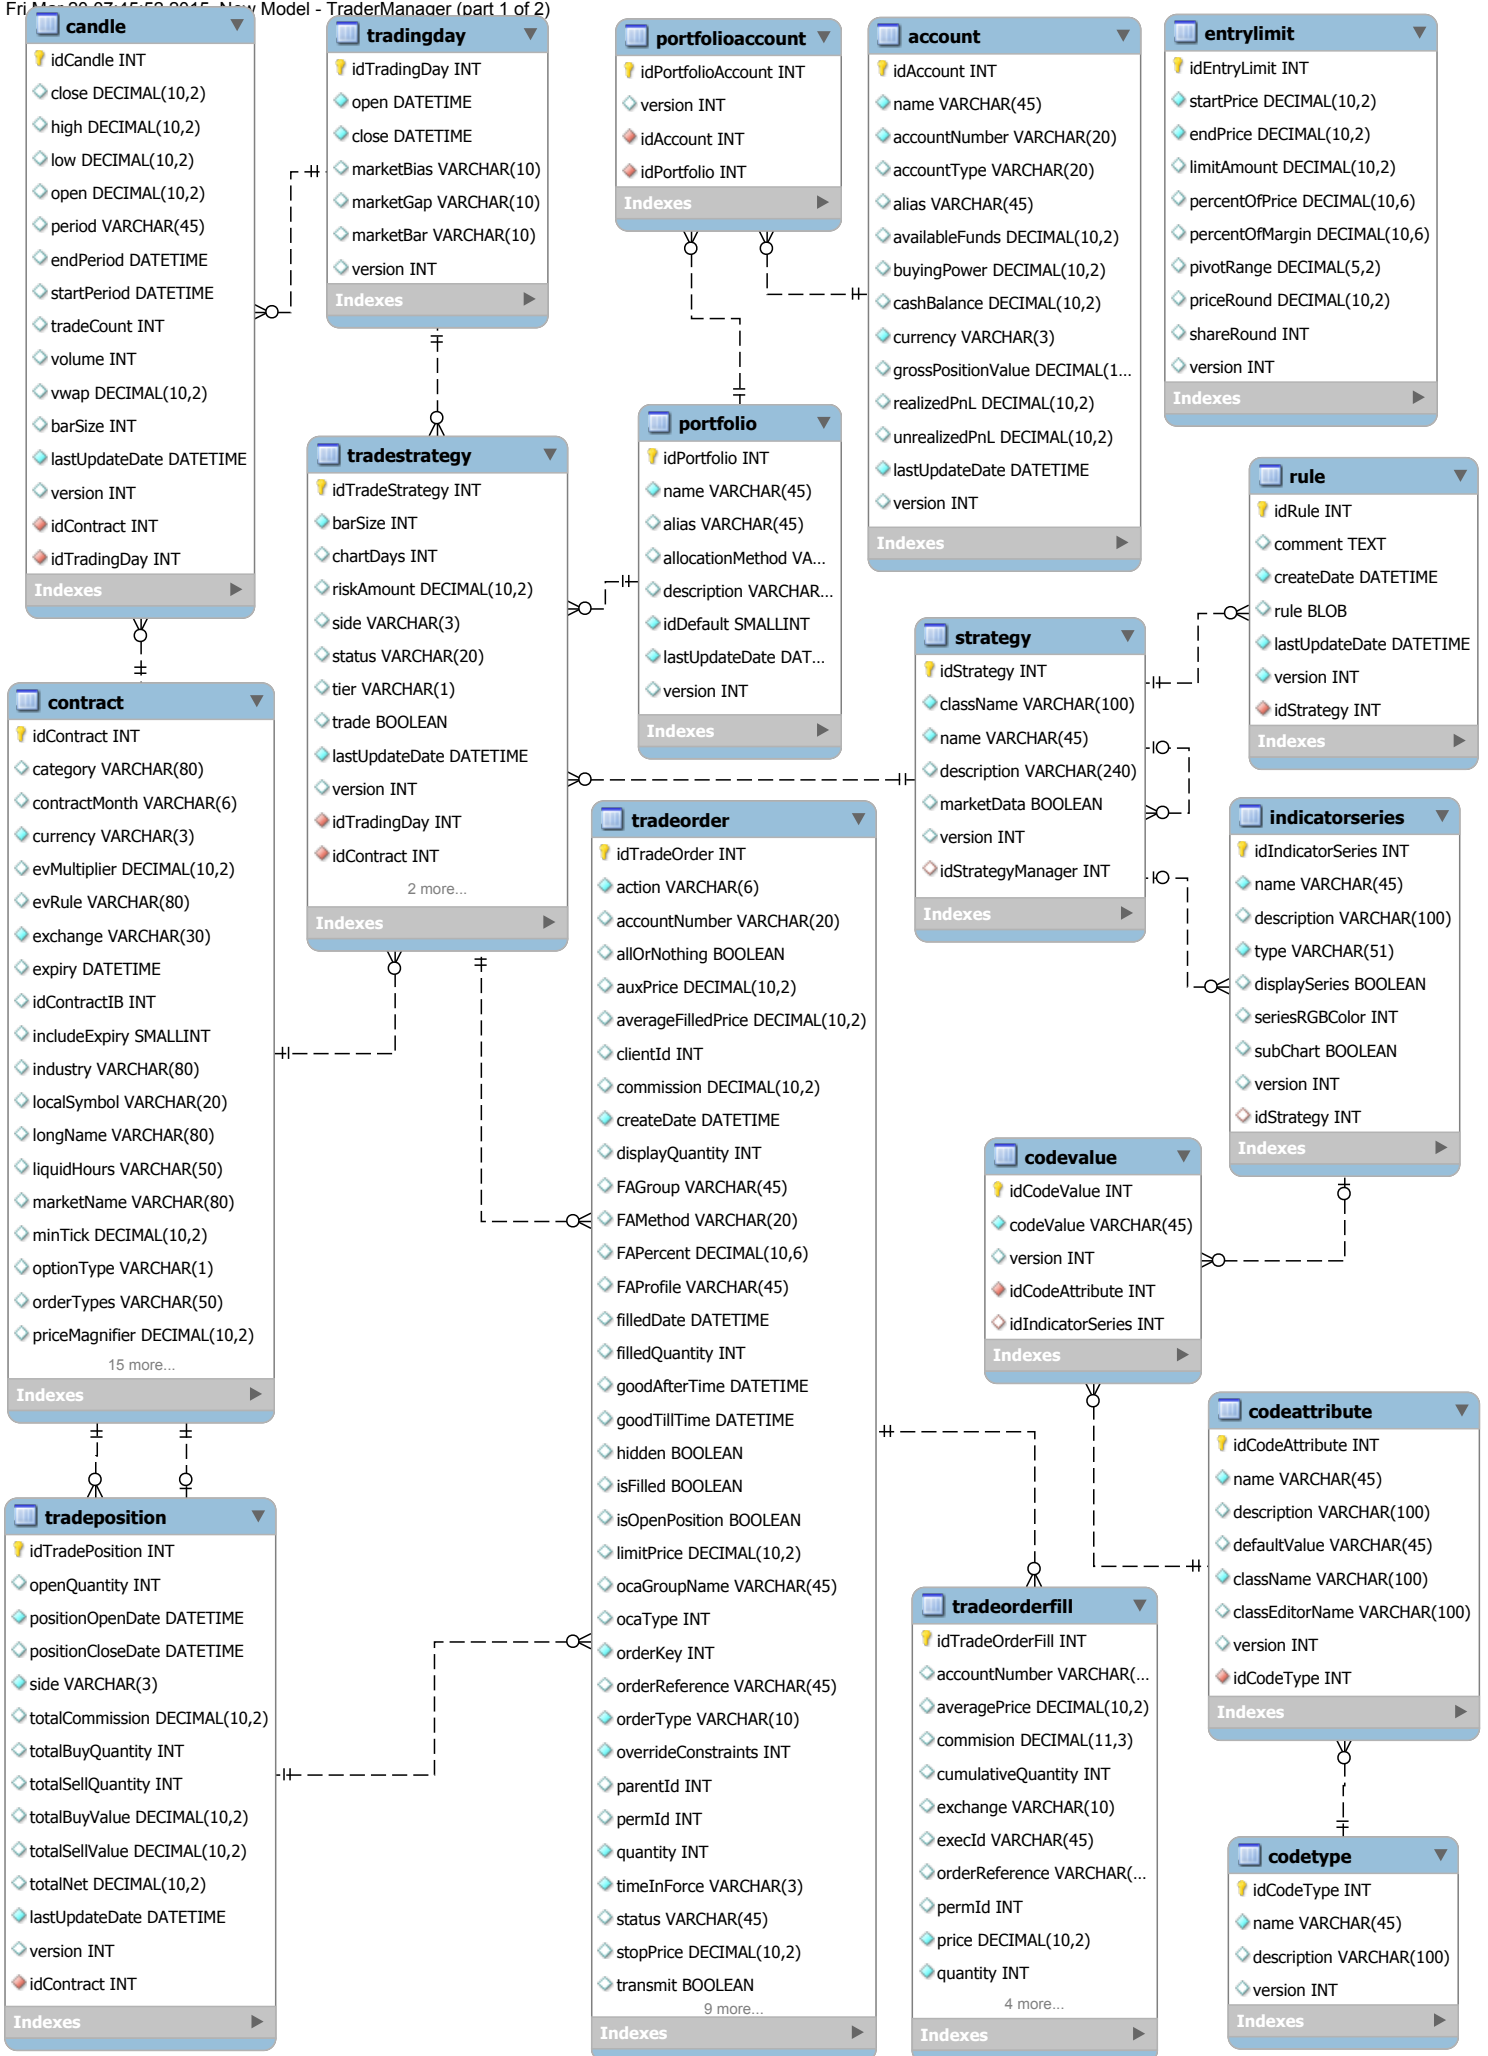 Fri Mar 20 07:45:53 2015, New Model - TraderManager (part 1 of 2)
candle
idCandle INT
close DECIMAL(10,2)
high DECIMAL(10,2)
low DECIMAL(10,2)
open DECIMAL(10,2)
period VARCHAR(45)
endPeriod DATETIME
startPeriod DATETIME
tradeCount INT
volume INT
vwap DECIMAL(10,2)
barSize INT
lastUpdateDate DATETIME
version INT
idContract INT
idTradingDay INT
Indexes
tradingday
idTradingDay INT
open DATETIME
close DATETIME
marketBias VARCHAR(10)
marketGap VARCHAR(10)
marketBar VARCHAR(10)
version INT
Indexes
portfolioaccount
idPortfolioAccount INT
version INT
idAccount INT
idPortfolio INT
Indexes
account
idAccount INT
name VARCHAR(45)
accountNumber VARCHAR(20)
accountType VARCHAR(20)
alias VARCHAR(45)
availableFunds DECIMAL(10,2)
buyingPower DECIMAL(10,2)
cashBalance DECIMAL(10,2)
currency VARCHAR(3)
grossPositionValue DECIMAL(1...
realizedPnL DECIMAL(10,2)
unrealizedPnL DECIMAL(10,2)
lastUpdateDate DATETIME
version INT
Indexes
entrylimit
idEntryLimit INT
startPrice DECIMAL(10,2)
endPrice DECIMAL(10,2)
limitAmount DECIMAL(10,2)
percentOfPrice DECIMAL(10,6)
percentOfMargin DECIMAL(10,6)
pivotRange DECIMAL(5,2)
priceRound DECIMAL(10,2)
shareRound INT
version INT
Indexes
tradestrategy
idTradeStrategy INT
barSize INT
chartDays INT
riskAmount DECIMAL(10,2)
side VARCHAR(3)
status VARCHAR(20)
tier VARCHAR(1)
trade BOOLEAN
lastUpdateDate DATETIME
version INT
idTradingDay INT
idContract INT
2 more...
Indexes
portfolio
idPortfolio INT
name VARCHAR(45)
alias VARCHAR(45)
allocationMethod VA...
description VARCHAR...
idDefault SMALLINT
lastUpdateDate DAT...
version INT
Indexes
rule
idRule INT
comment TEXT
createDate DATETIME
rule BLOB
lastUpdateDate DATETIME
version INT
idStrategy INT
Indexes
strategy
idStrategy INT
className VARCHAR(100)
name VARCHAR(45)
description VARCHAR(240)
marketData BOOLEAN
version INT
idStrategyManager INT
Indexes
contract
idContract INT
category VARCHAR(80)
contractMonth VARCHAR(6)
currency VARCHAR(3)
evMultiplier DECIMAL(10,2)
evRule VARCHAR(80)
exchange VARCHAR(30)
expiry DATETIME
idContractIB INT
includeExpiry SMALLINT
industry VARCHAR(80)
localSymbol VARCHAR(20)
longName VARCHAR(80)
liquidHours VARCHAR(50)
marketName VARCHAR(80)
minTick DECIMAL(10,2)
optionType VARCHAR(1)
orderTypes VARCHAR(50)
priceMagnifier DECIMAL(10,2)
15 more...
Indexes
tradeorder
idTradeOrder INT
action VARCHAR(6)
accountNumber VARCHAR(20)
allOrNothing BOOLEAN
auxPrice DECIMAL(10,2)
averageFilledPrice DECIMAL(10,2)
clientId INT
commission DECIMAL(10,2)
createDate DATETIME
displayQuantity INT
FAGroup VARCHAR(45)
FAMethod VARCHAR(20)
FAPercent DECIMAL(10,6)
FAProfile VARCHAR(45)
filledDate DATETIME
filledQuantity INT
goodAfterTime DATETIME
goodTillTime DATETIME
hidden BOOLEAN
isFilled BOOLEAN
isOpenPosition BOOLEAN
limitPrice DECIMAL(10,2)
ocaGroupName VARCHAR(45)
ocaType INT
orderKey INT
orderReference VARCHAR(45)
orderType VARCHAR(10)
overrideConstraints INT
parentId INT
permId INT
quantity INT
timeInForce VARCHAR(3)
status VARCHAR(45)
stopPrice DECIMAL(10,2)
transmit BOOLEAN
9 more...
Indexes
indicatorseries
idIndicatorSeries INT
name VARCHAR(45)
description VARCHAR(100)
type VARCHAR(51)
displaySeries BOOLEAN
seriesRGBColor INT
subChart BOOLEAN
version INT
idStrategy INT
Indexes
codevalue
idCodeValue INT
codeValue VARCHAR(45)
version INT
idCodeAttribute INT
idIndicatorSeries INT
Indexes
codeattribute
idCodeAttribute INT
name VARCHAR(45)
description VARCHAR(100)
defaultValue VARCHAR(45)
className VARCHAR(100)
classEditorName VARCHAR(100)
version INT
idCodeType INT
Indexes
tradeposition
idTradePosition INT
openQuantity INT
positionOpenDate DATETIME
positionCloseDate DATETIME
side VARCHAR(3)
totalCommission DECIMAL(10,2)
totalBuyQuantity INT
totalSellQuantity INT
totalBuyValue DECIMAL(10,2)
totalSellValue DECIMAL(10,2)
totalNet DECIMAL(10,2)
lastUpdateDate DATETIME
version INT
idContract INT
Indexes
tradeorderfill
idTradeOrderFill INT
accountNumber VARCHAR(...
averagePrice DECIMAL(10,2)
commision DECIMAL(11,3)
cumulativeQuantity INT
exchange VARCHAR(10)
execId VARCHAR(45)
orderReference VARCHAR(...
permId INT
price DECIMAL(10,2)
quantity INT
4 more...
Indexes
codetype
idCodeType INT
name VARCHAR(45)
description VARCHAR(100)
version INT
Indexes